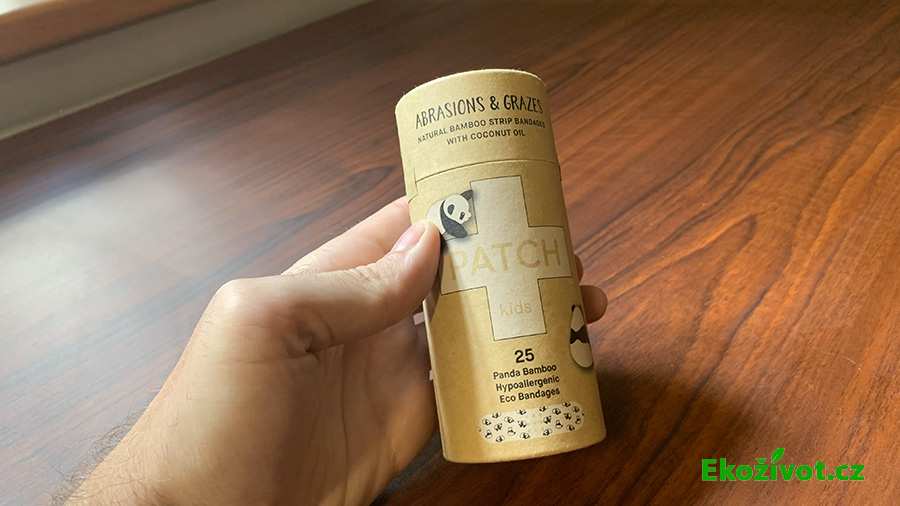 ABRASIONS & GRAZES
NATURAL BAMBOO STRIP BANDAGES
WITH COCONUT OIL
PATCH
kids
25
Panda Bamboo
Hypoallergenic
Eco Bandages
Ekoživot.cz